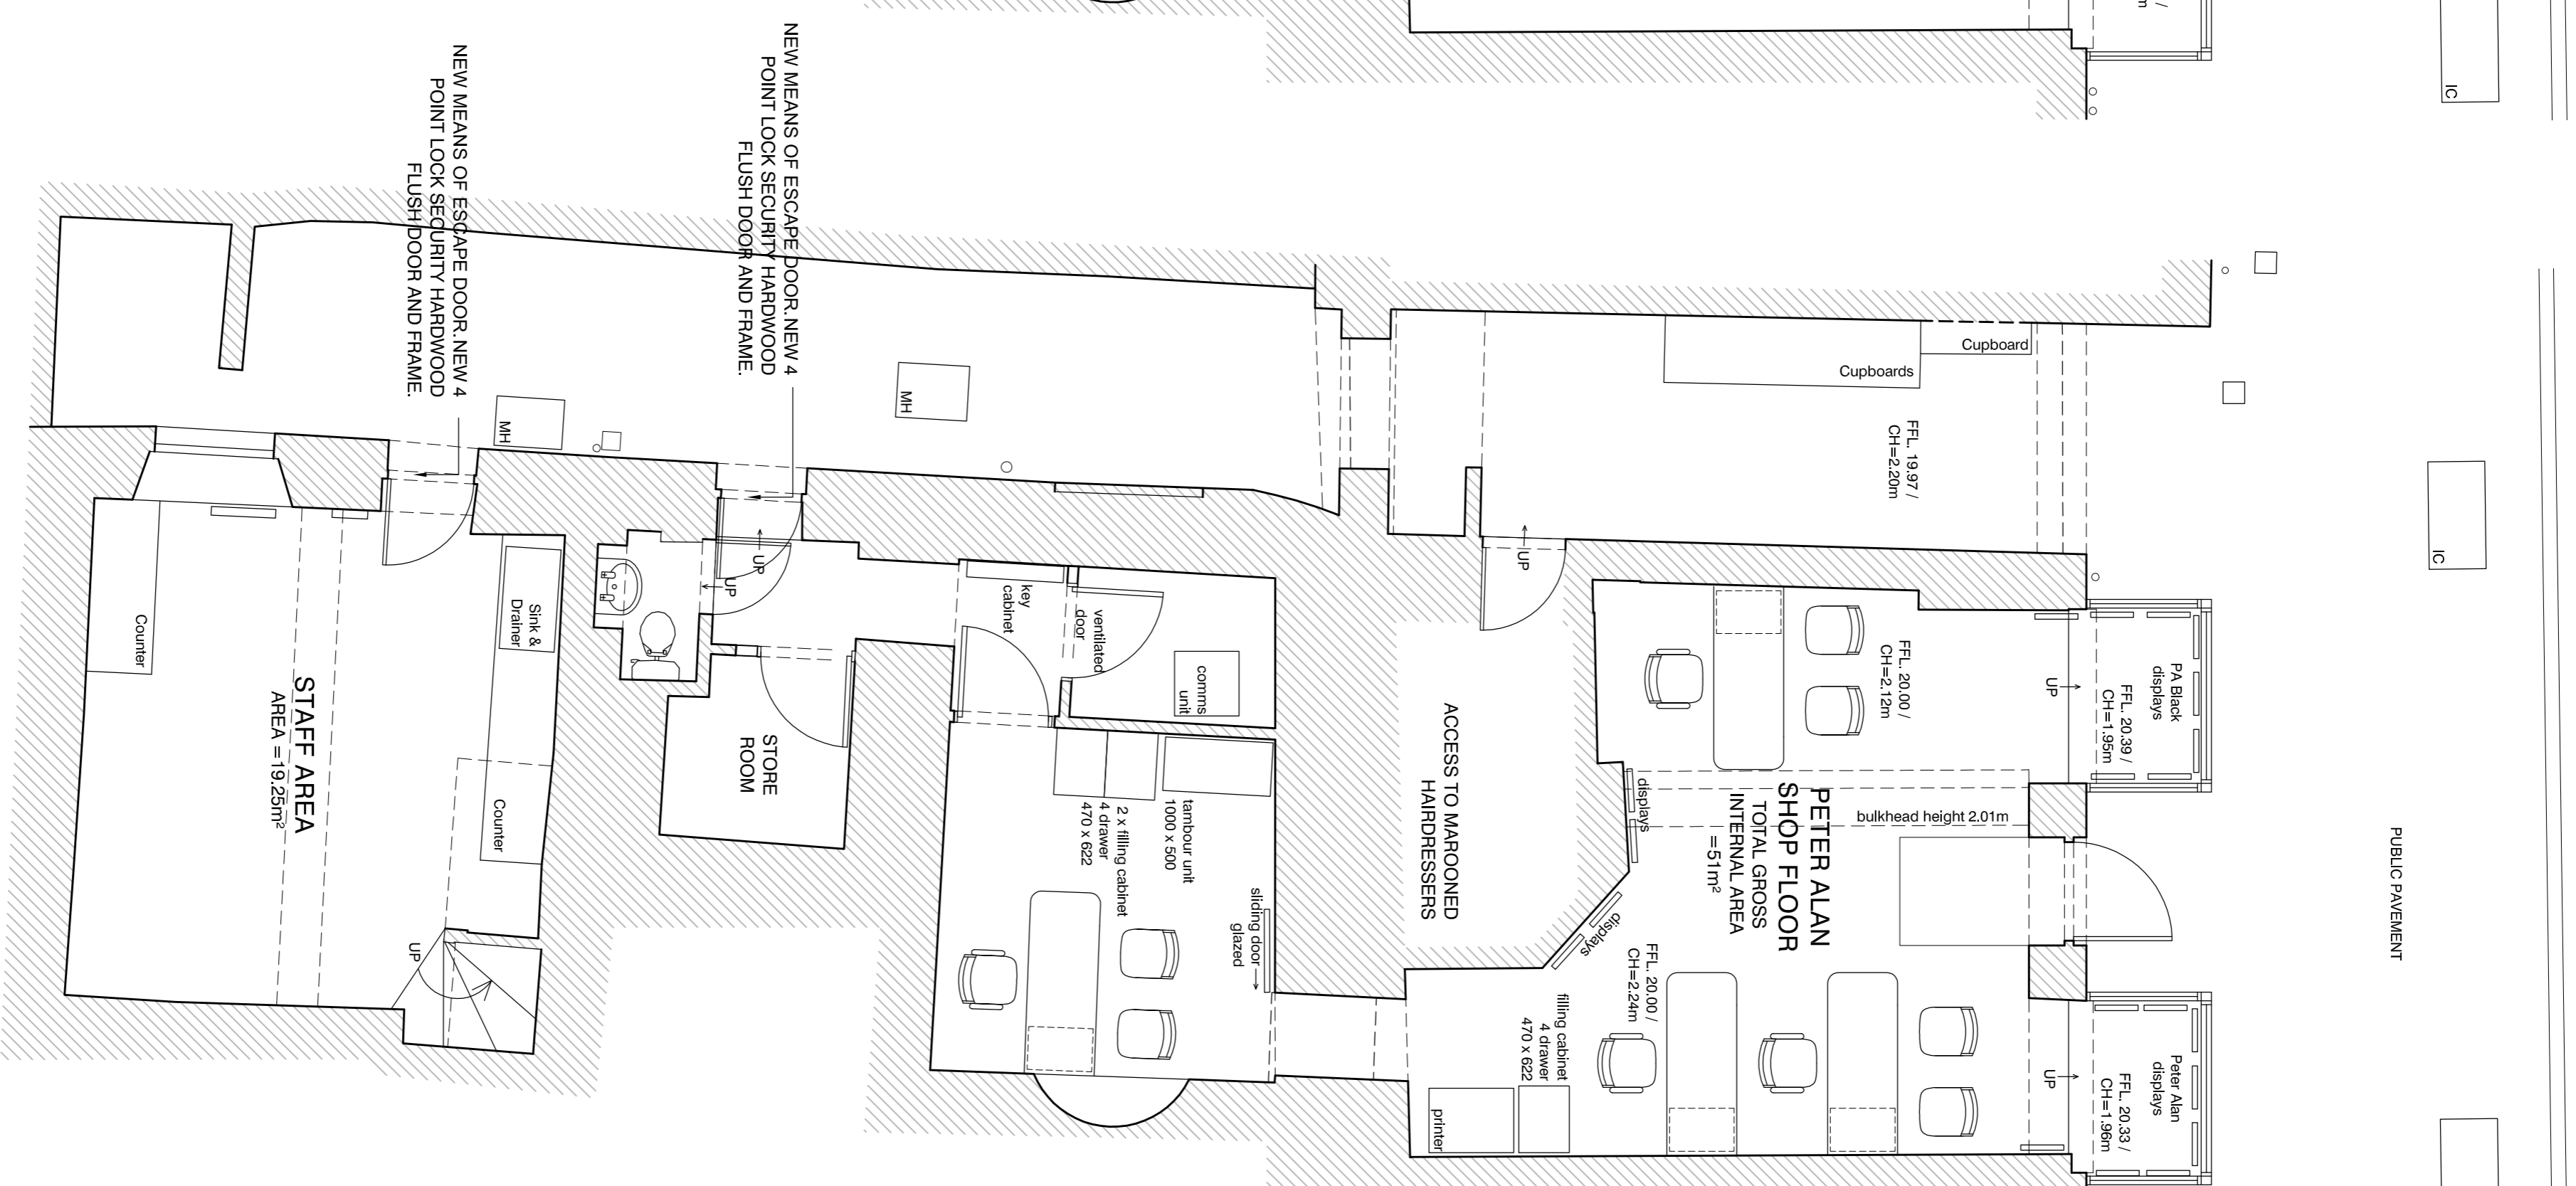 NEW MEANS OF ESCAPE DOOR. NEW 4
POINT LOCK SECURITY HARDWOOD
FLUSH DOOR AND FRAME.
NEW MEANS OF ESCAPE DOOR. NEW 4
POINT LOCK SECURITY HARDWOOD
FLUSH DOOR AND FRAME.
MH
MH
IC
IC
Cupboard
Cupboards
FFL. 19.97 /
CH=2.20m
UP
UP
UP
key
cabinet
ventilated
door
comms
unit
Sink &
Drainer
Counter
Counter
STAFF AREA
AREA =19.25m²
UP
STORE
ROOM
2 x filling cabinet
4 drawer
470 x 622
tambour unit
1000 x 500
sliding door
glazed
ACCESS TO MAROONED
HAIRDRESSERS
FFL. 20.00 /
CH=2.12m
UP
PA Black
displays
FFL. 20.39 /
CH=1.95m
displays
bulkhead height 2.01m
PETER ALAN
SHOP FLOOR
TOTAL GROSS
INTERNAL AREA
=51m²
displays
FFL. 20.00 /
CH=2.24m
filling cabinet
4 drawer
470 x 622
printer
UP
Peter Alan
displays
FFL. 20.33 /
CH=1.96m
PUBLIC PAVEMENT